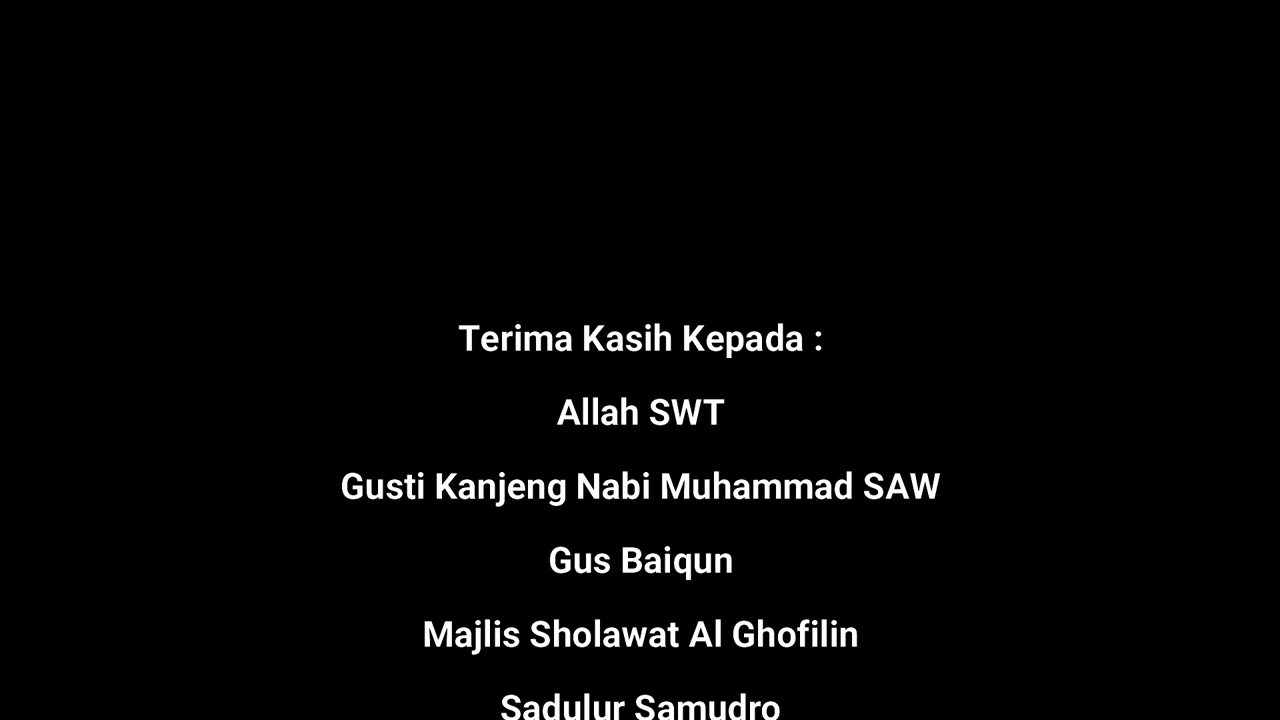 Terima Kasih Kepada :
Allah SWT
Gusti Kanjeng Nabi Muhammad SAW
Gus Baiqun
Majlis Sholawat Al Ghofilin
Sadulur Samudro